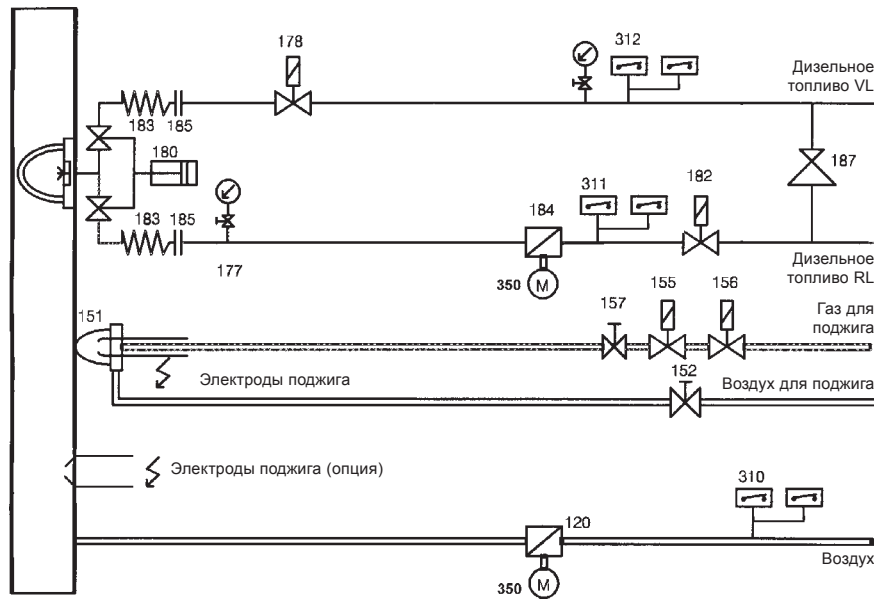 178
312
Дизельное
топливо VL
183
185
180
187
311
182
183
185
184
177
350
M
Дизельное
топливо RL
151
157
155
156
Газ для
поджига
Электроды поджига
152
Воздух для поджига
Электроды поджига (опция)
310
120
Воздух
350
M